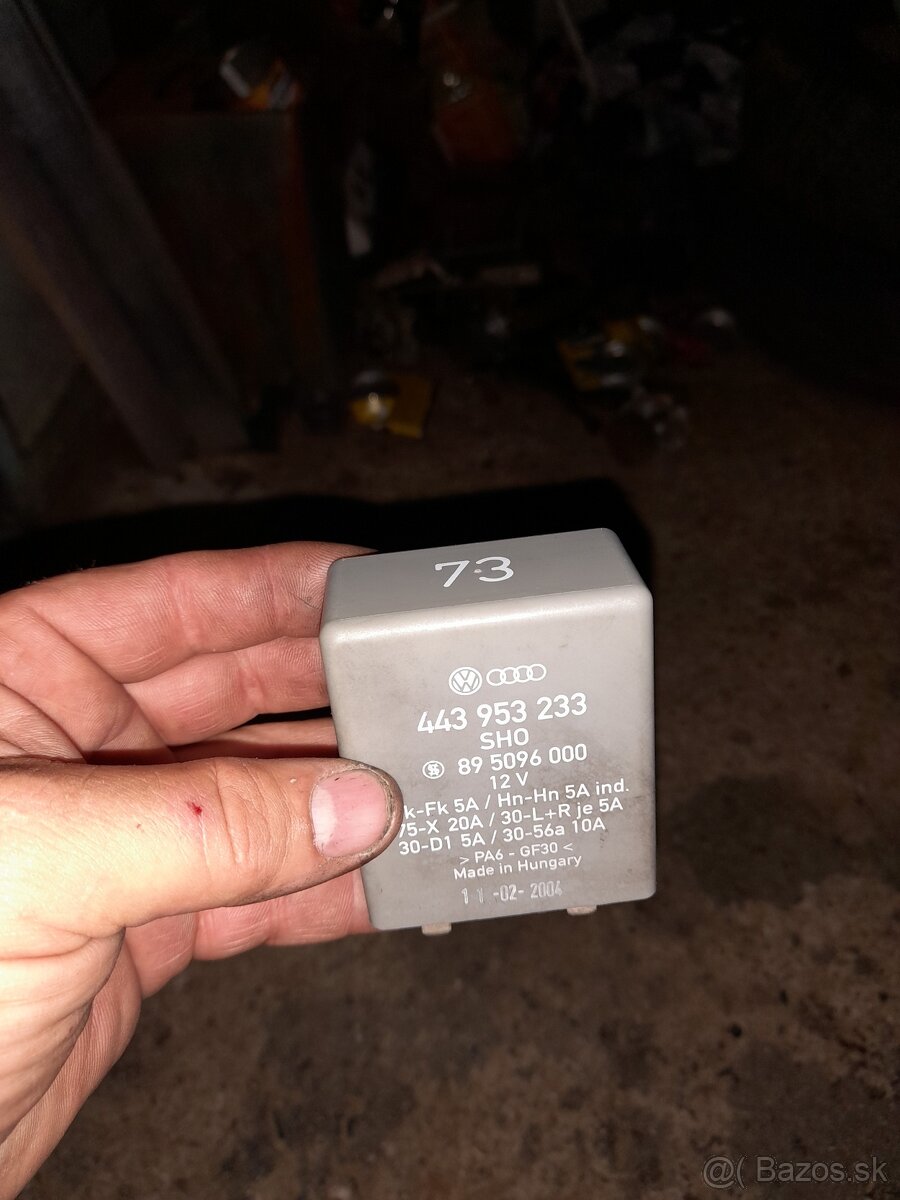 73
443 953 233
SHO
89 5096 000
12 V
k-Fk 5A / Hn-Hn 5A ind.
75-X 20A / 30-L+R je 5A
30-D1 5A / 30-56a 10A
> PA6 - GF30 <
Made in Hungary
11-02-2004
@( Bazos.sk